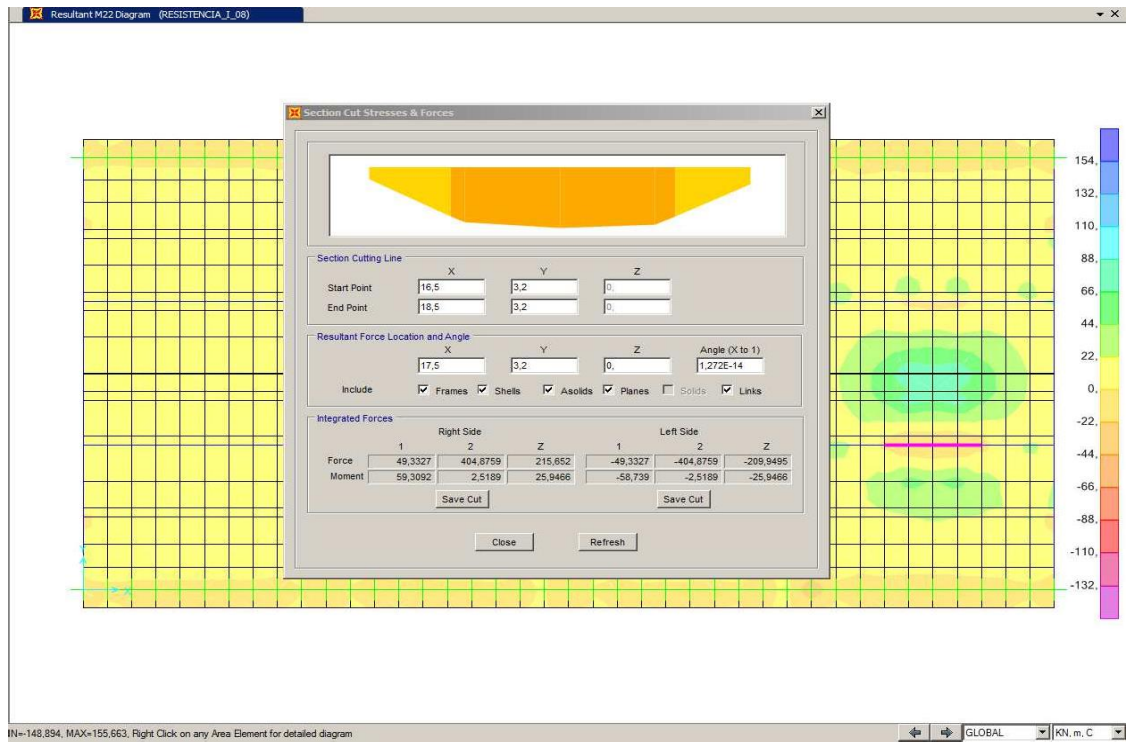 Resultant M22 Diagram (RESISTENCIA_I_08)
Section Cut Stresses & Forces
Section Cutting Line
X Y Z
Start Point 16,5 3,2 0,
End Point 18,5 3,2 0,
Resultant Force Location and Angle
X Y Z Angle (X to 1)
17,5 3,2 0, 1,272E-14
Include Frames Shells Asolids Planes Solids Links
Integrated Forces
Right Side Left Side
1 2 Z 1 2 Z
Force 49,3327 404,8759 215,652 -49,3327 -404,8759 -209,9495
Moment 59,3092 2,5189 25,9466 -58,739 -2,5189 -25,9466
Save Cut Save Cut
Close Refresh
154,
132,
110,
88,
66,
44,
22,
0,
-22,
-44,
-66,
-88,
-110,
-132,
Y
X
IN=-148,894, MAX=155,663, Right Click on any Area Element for detailed diagram
GLOBAL KN, m, C